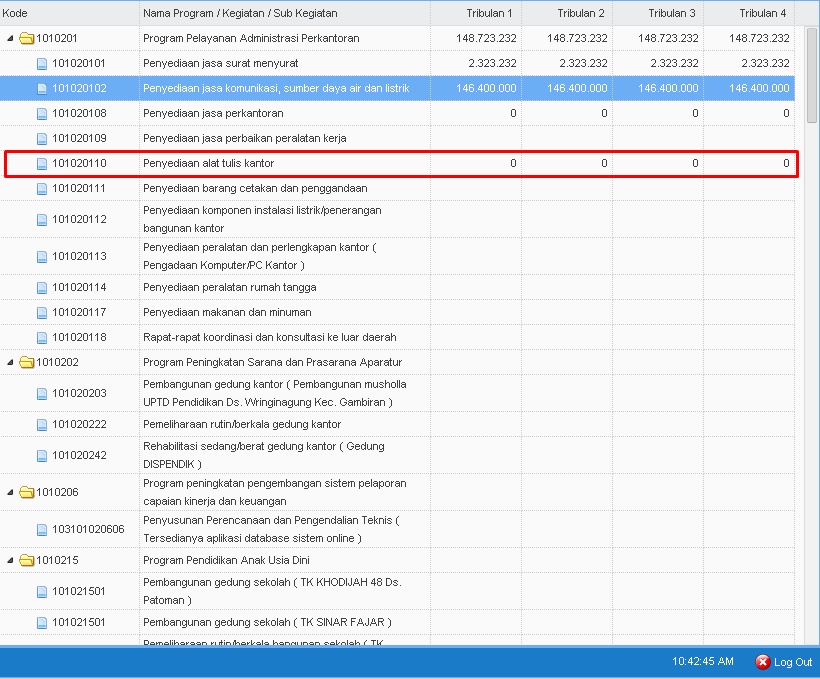 Kode Nama Program / Kegiatan / Sub Kegiatan Tribulan 1 Tribulan 2 Tribulan 3 Tribulan 4
1010201 Program Pelayanan Administrasi Perkantoran 148.723.232 148.723.232 148.723.232 148.723.232
101020101 Penyediaan jasa surat menyurat 2.323.232 2.323.232 2.323.232 2.323.232
101020102 Penyediaan jasa komunikasi, sumber daya air dan listrik 146.400.000 146.400.000 146.400.000 146.400.000
101020108 Penyediaan jasa perkantoran 0 0 0 0
101020109 Penyediaan jasa perbaikan peralatan kerja
101020110 Penyediaan alat tulis kantor 0 0 0 0
101020111 Penyediaan barang cetakan dan penggandaan
101020112 Penyediaan komponen instalasi listrik/penerangan
bangunan kantor
101020113 Penyediaan peralatan dan perlengkapan kantor (
Pengadaan Komputer/PC Kantor )
101020114 Penyediaan peralatan rumah tangga
101020117 Penyediaan makanan dan minuman
101020118 Rapat-rapat koordinasi dan konsultasi ke luar daerah
1010202 Program Peningkatan Sarana dan Prasarana Aparatur
101020203 Pembangunan gedung kantor ( Pembangunan musholla
UPTD Pendidikan Ds. Wringinagung Kec. Gambiran )
101020222 Pemeliharaan rutin/berkala gedung kantor
101020242 Rehabilitasi sedang/berat gedung kantor ( Gedung
DISPENDIK )
1010206 Program peningkatan pengembangan sistem pelaporan
capaian kinerja dan keuangan
103101020606 Penyusunan Perencanaan dan Pengendalian Teknis (
Tersedianya aplikasi database sistem online )
1010215 Program Pendidikan Anak Usia Dini
101021501 Pembangunan gedung sekolah ( TK KHODIJAH 48 Ds.
Patoman )
101021501 Pembangunan gedung sekolah ( TK SINAR FAJAR )
Pemeliharaan rutin/berkala bangunan sekolah ( TK
10:42:45 AM Log Out